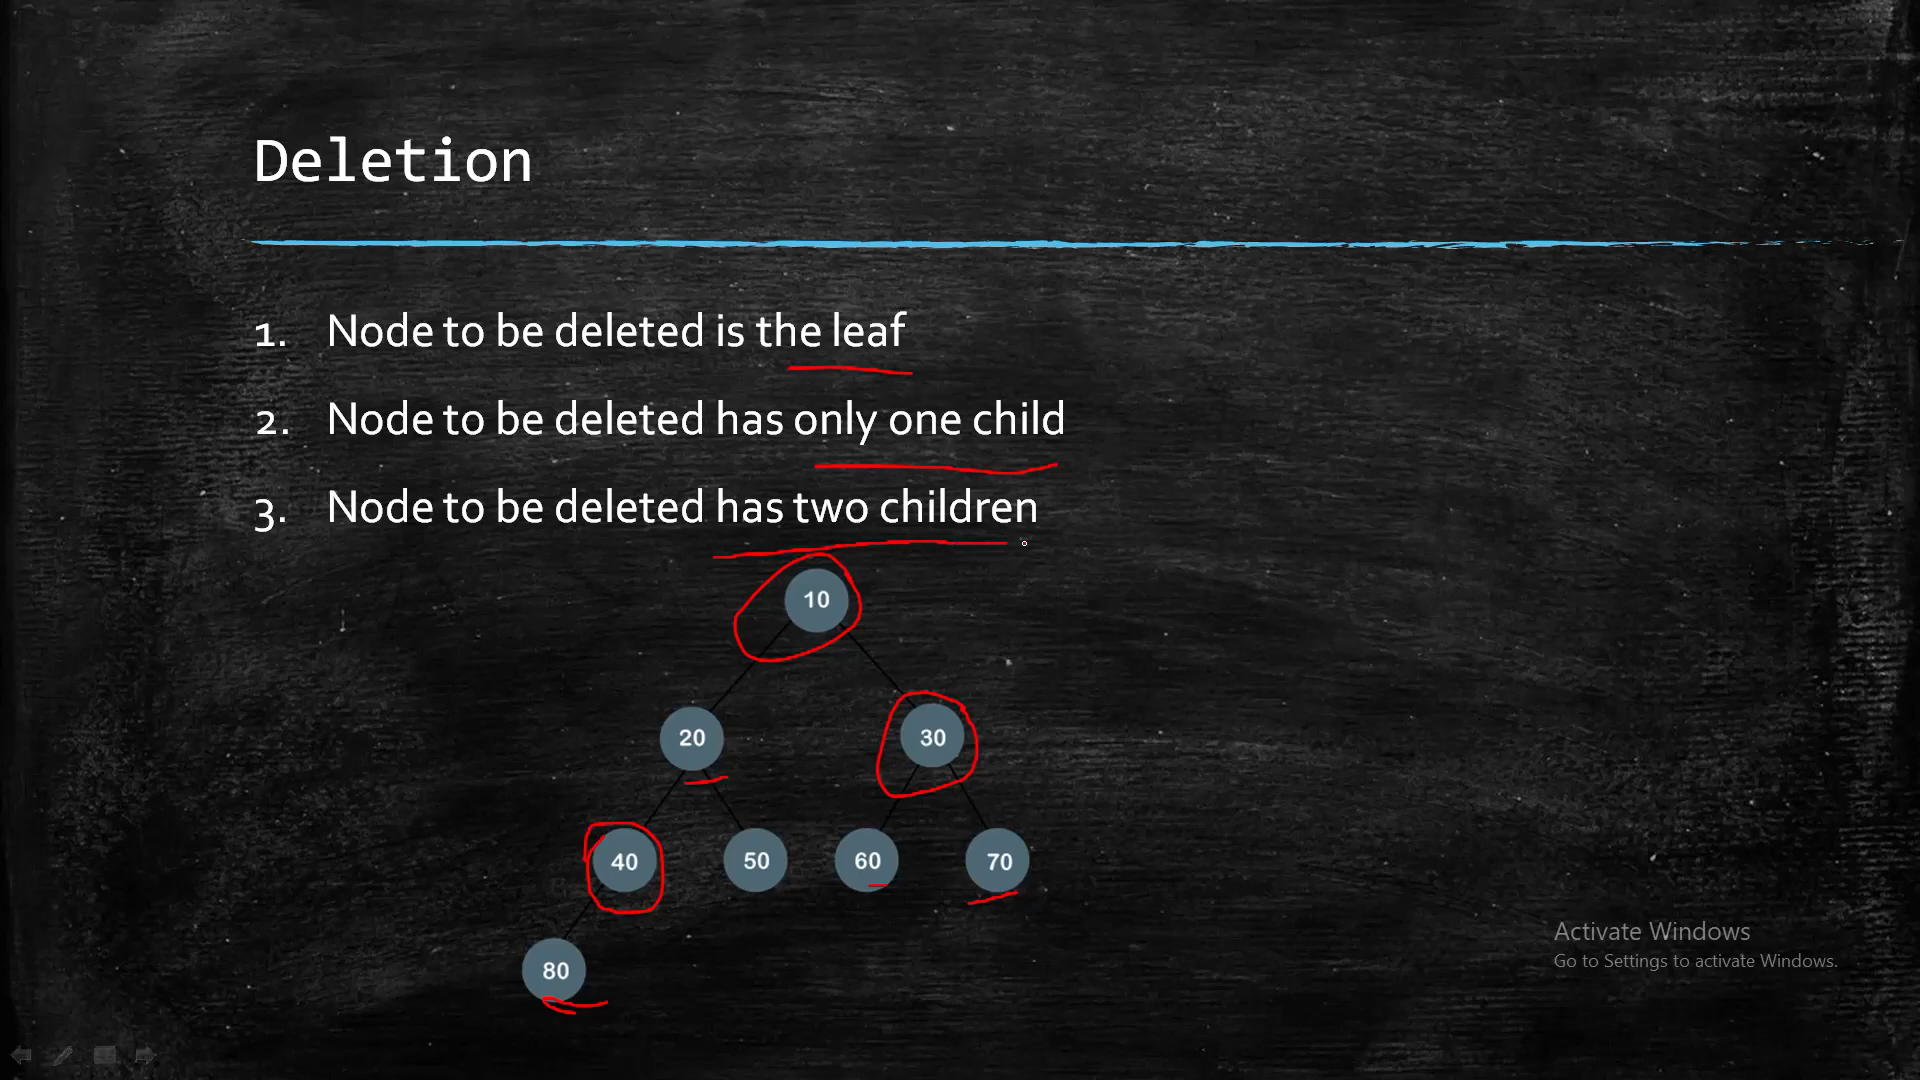 Deletion
1. Node to be deleted is the leaf
2. Node to be deleted has only one child
3. Node to be deleted has two children
10
20 30
40 50 60 70
80
Activate Windows
Go to Settings to activate Windows.